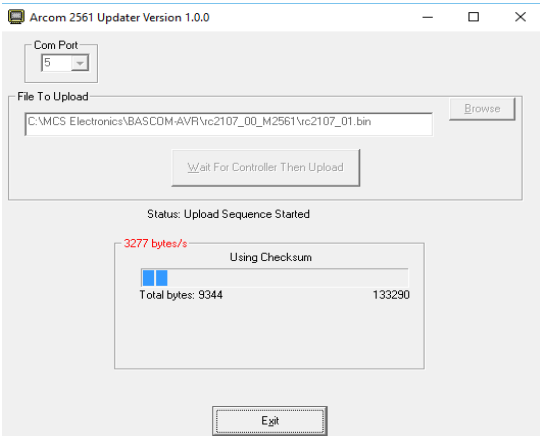 Arcom 2561 Updater Version 1.0.0
Com Port
5
File To Upload
Browse
C:\MCS Electronics\BASCOM-AVR\rc2107_00_M2561\rc2107_01.bin
Wait For Controller Then Upload
Status: Upload Sequence Started
3277 bytes/s
Using Checksum
Total bytes: 9344 133290
Exit